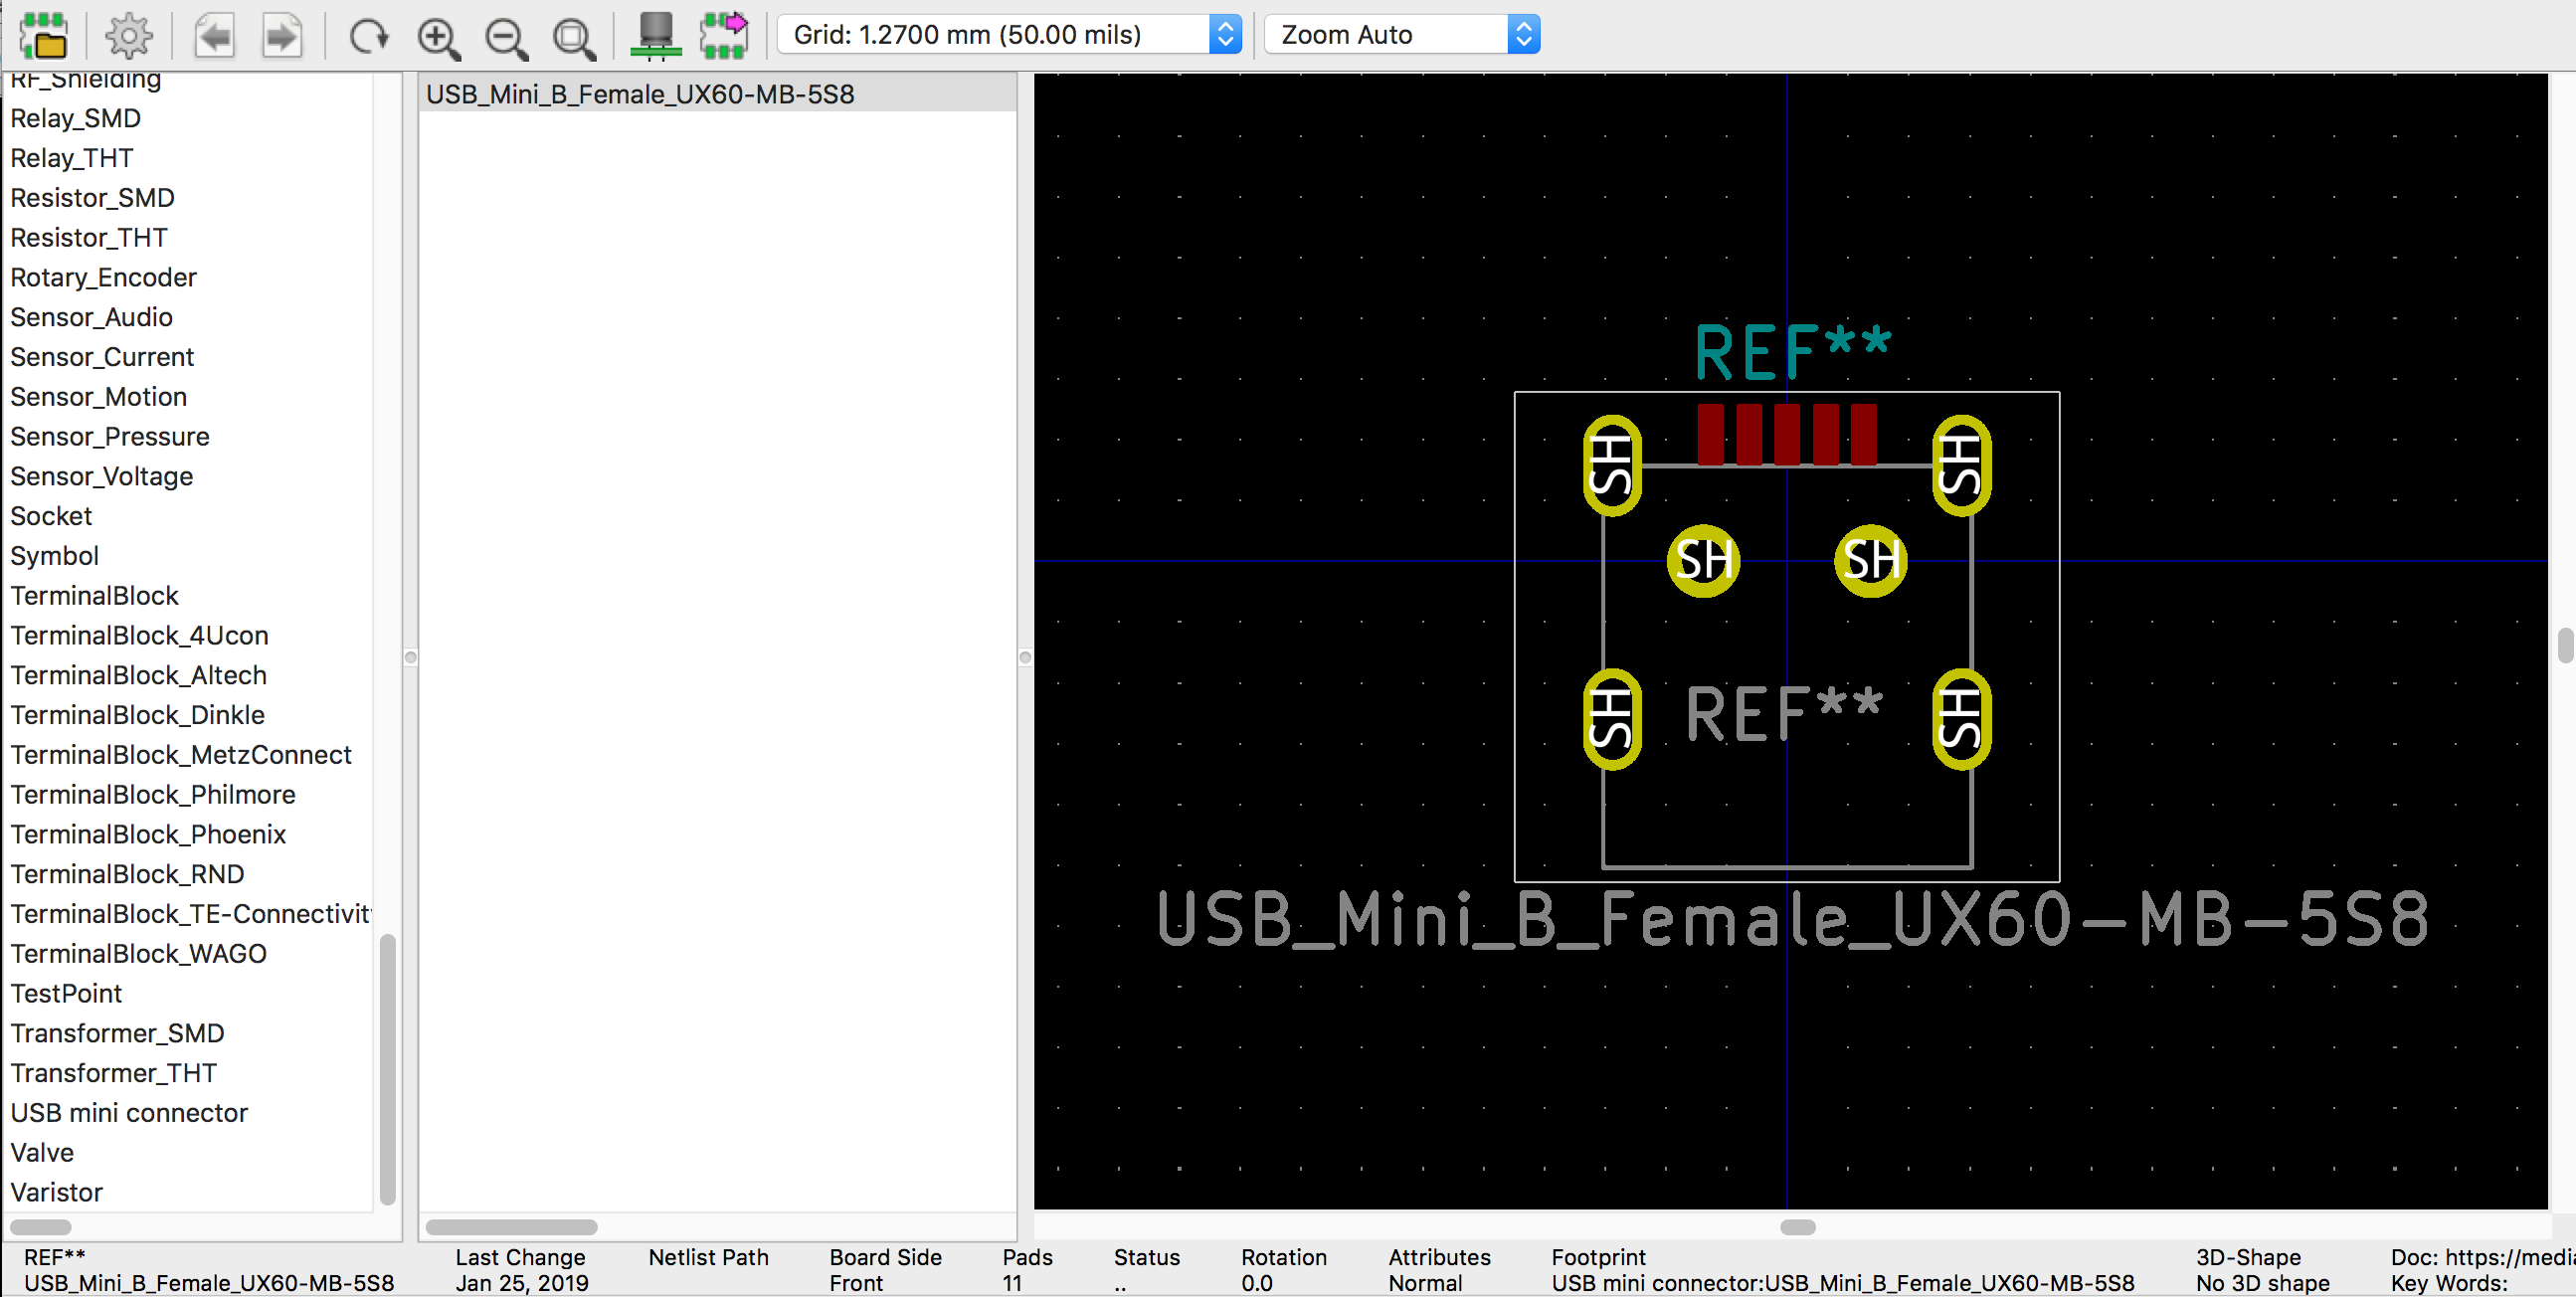 Grid: 1.2700 mm (50.00 mils)
Zoom Auto
RF_Shielding
Relay_SMD
Relay_THT
Resistor_SMD
Resistor_THT
Rotary_Encoder
Sensor_Audio
Sensor_Current
Sensor_Motion
Sensor_Pressure
Sensor_Voltage
Socket
Symbol
TerminalBlock
TerminalBlock_4Ucon
TerminalBlock_Altech
TerminalBlock_Dinkle
TerminalBlock_MetzConnect
TerminalBlock_Philmore
TerminalBlock_Phoenix
TerminalBlock_RND
TerminalBlock_TE-Connectivit
TerminalBlock_WAGO
TestPoint
Transformer_SMD
Transformer_THT
USB mini connector
Valve
Varistor
USB_Mini_B_Female_UX60-MB-5S8
REF**
SH
SH
SH
SH
SH
REF**
SH
USB_Mini_B_Female_UX60-MB-5S8
REF** Last Change Netlist Path Board Side Pads Status Rotation Attributes Footprint 3D-Shape Doc: https://media
USB_Mini_B_Female_UX60-MB-5S8 Jan 25, 2019 Front 11 .. 0.0 Normal USB mini connector:USB_Mini_B_Female_UX60-MB-5S8 No 3D shape Key Words: